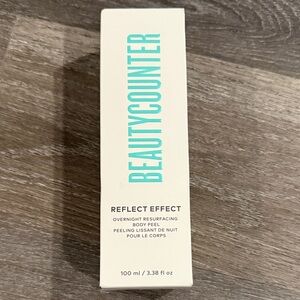 BEAUTYCOUNTER
REFLECT EFFECT
OVERNIGHT RESURFACING
BODY PEEL
PEELING LISSANT DE NUIT
POUR LE CORPS
100 ml / 3.38 fl oz